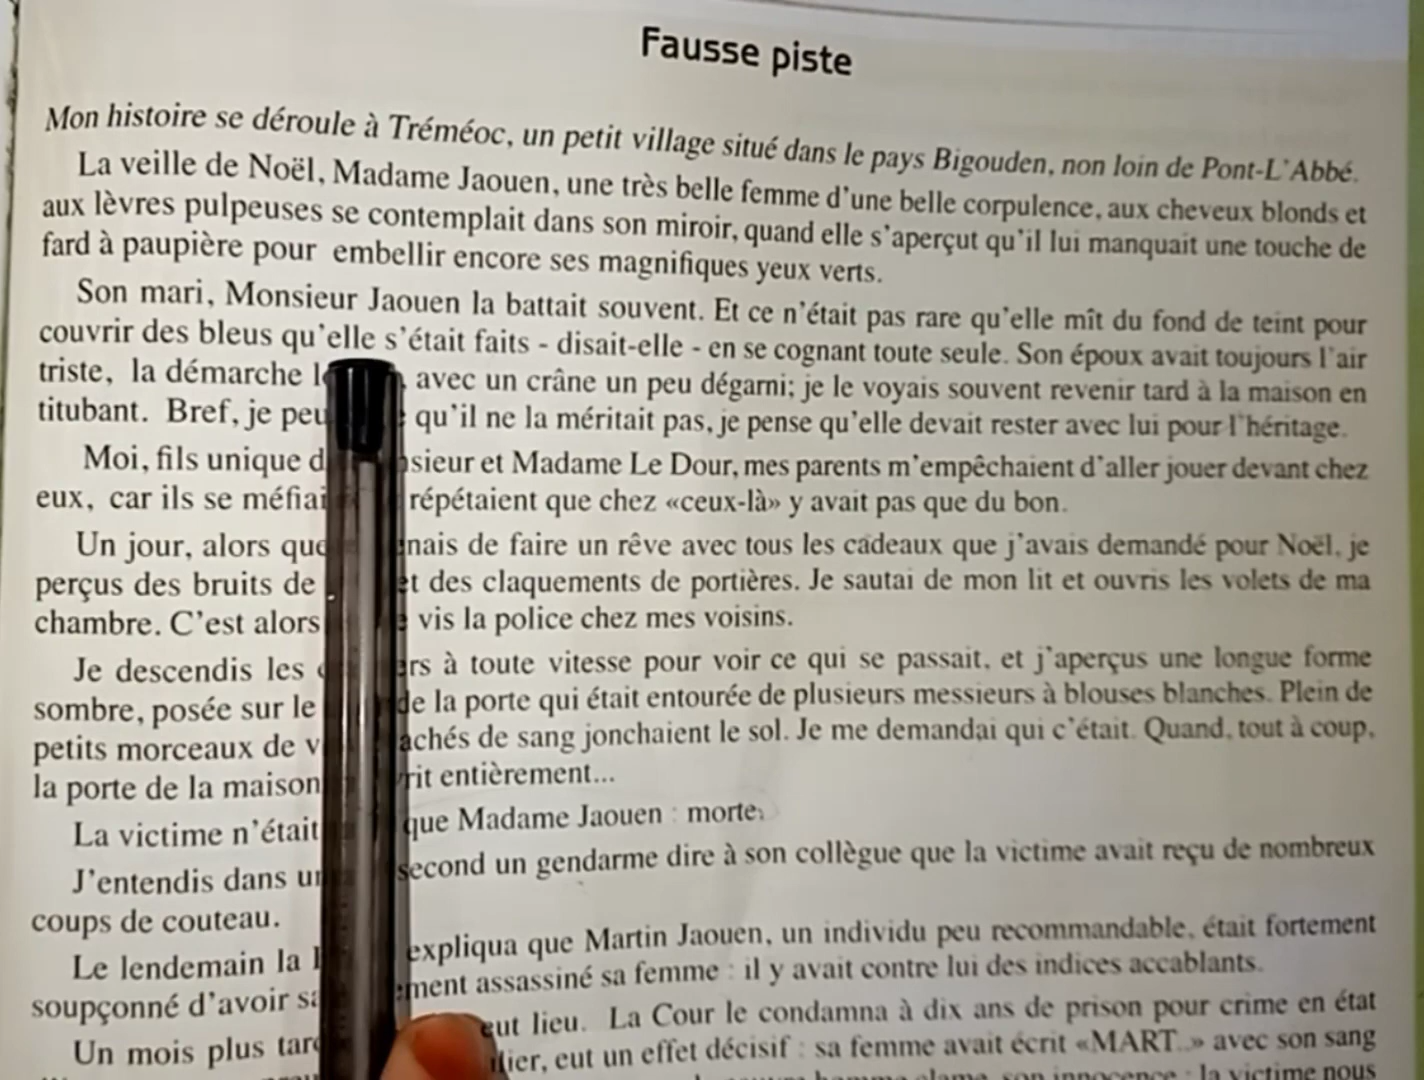 Fausse piste
Mon histoire se déroule à Tréméoc, un petit village situé dans le pays Bigouden, non loin de Pont-L'Abbé.
La veille de Noël, Madame Jaouen, une très belle femme d'une belle corpulence, aux cheveux blonds et
aux lèvres pulpeuses se contemplait dans son miroir, quand elle s'aperçut qu'il lui manquait une touche de
fard à paupière pour embellir encore ses magnifiques yeux verts.
Son mari, Monsieur Jaouen la battait souvent. Et ce n'était pas rare qu'elle mît du fond de teint pour
couvrir des bleus qu'elle s'était faits - disait-elle - en se cognant toute seule. Son époux avait toujours l'air
triste, la démarche avec un crâne un peu dégarni; je le voyais souvent revenir tard à la maison en
titubant. Bref, je qu'il ne la méritait pas, je pense qu'elle devait rester avec lui pour l'héritage.
Moi, fils unique et Madame Le Dour, mes parents m'empêchaient d'aller jouer devant chez
eux, car ils se répétaient que chez «ceux-là» y avait pas que du bon.
Un jour, alors de faire un rêve avec tous les cadeaux que j'avais demandé pour Noël, je
perçus des bruits de et des claquements de portières. Je sautai de mon lit et ouvris les volets de ma
chambre. C'est alors vis la police chez mes voisins.
Je descendis les à toute vitesse pour voir ce qui se passait, et j'aperçus une longue forme
sombre, posée sur le de la porte qui était entourée de plusieurs messieurs à blouses blanches. Plein de
petits morceaux de de sang jonchaient le sol. Je me demandai qui c'était. Quand, tout à coup,
la porte de la maison entièrement...
La victime n'était que Madame Jaouen : morte.
J'entendis dans second un gendarme dire à son collègue que la victime avait reçu de nombreux
coups de couteau.
Le lendemain la expliqua que Martin Jaouen, un individu peu recommandable, était fortement
soupçonné d'avoir assassiné sa femme : il y avait contre lui des indices accablants.
Un mois plus eut lieu. La Cour le condamna à dix ans de prison pour crime en état
eut un effet décisif : sa femme avait écrit «MART..» avec son sang
son innocence : la victime nous